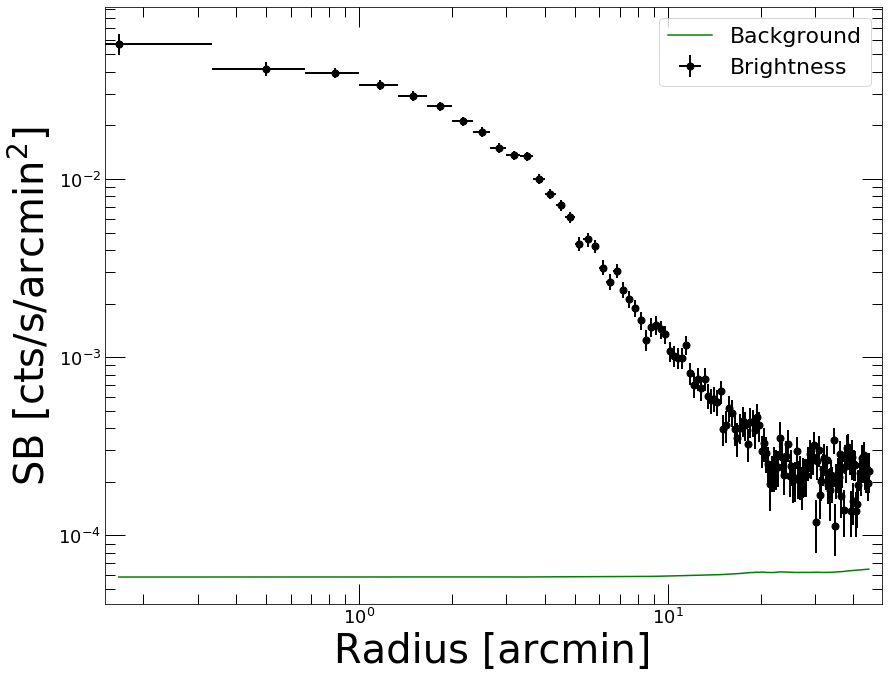 Background
Brightness
SB [cts/s/arcmin²]
10⁻²
10⁻³
10⁻⁴
10⁰
10¹
Radius [arcmin]